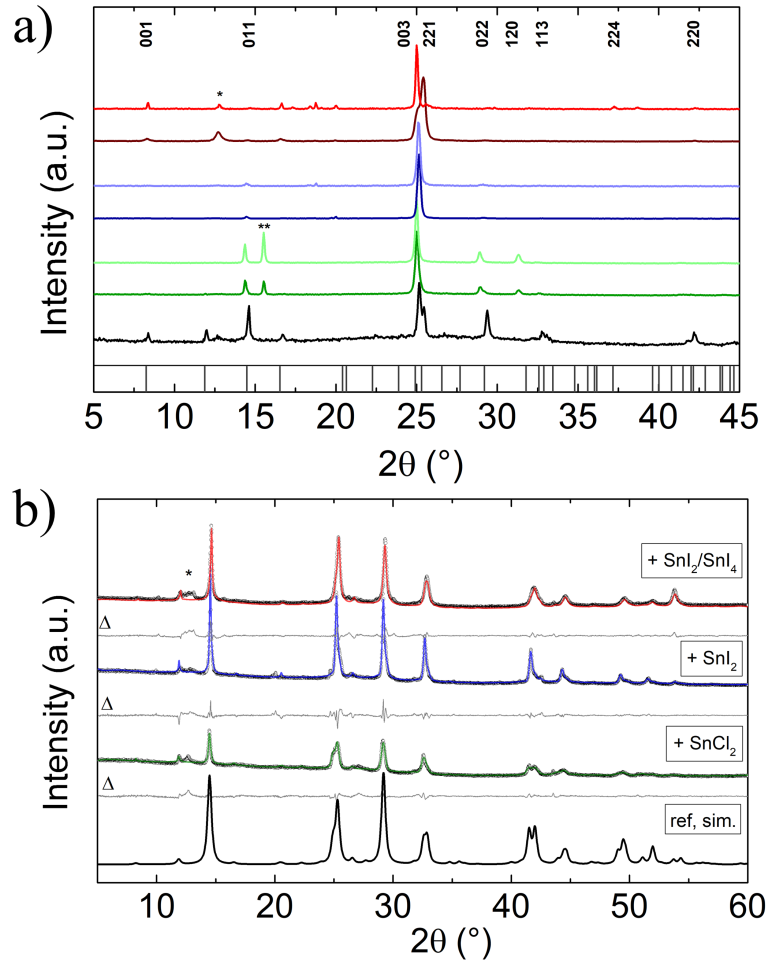 a)
001 011 003 221 022 120 113 224 220
*
**
Intensity (a.u.)
5 10 15 20 25 30 35 40 45
2θ (°)
b)
+ SnI2/SnI4
*
Δ
+ SnI2
Δ
+ SnCl2
Δ
ref, sim.
Intensity (a.u.)
10 20 30 40 50 60
2θ (°)